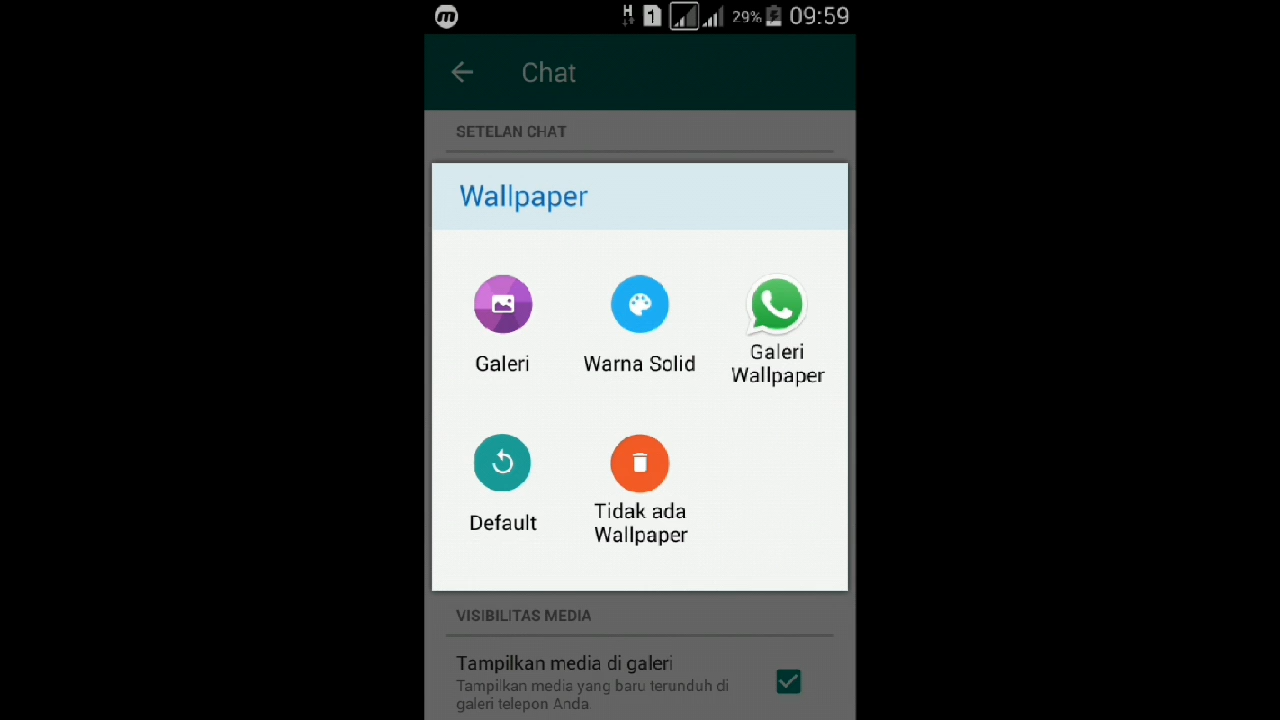 H 1 29% 09:59
Chat
SETELAN CHAT
Wallpaper
Galeri
Warna Solid
Galeri
Wallpaper
Default
Tidak ada
Wallpaper
VISIBILITAS MEDIA
Tampilkan media di galeri
Tampilkan media yang baru terunduh di
galeri telepon Anda.